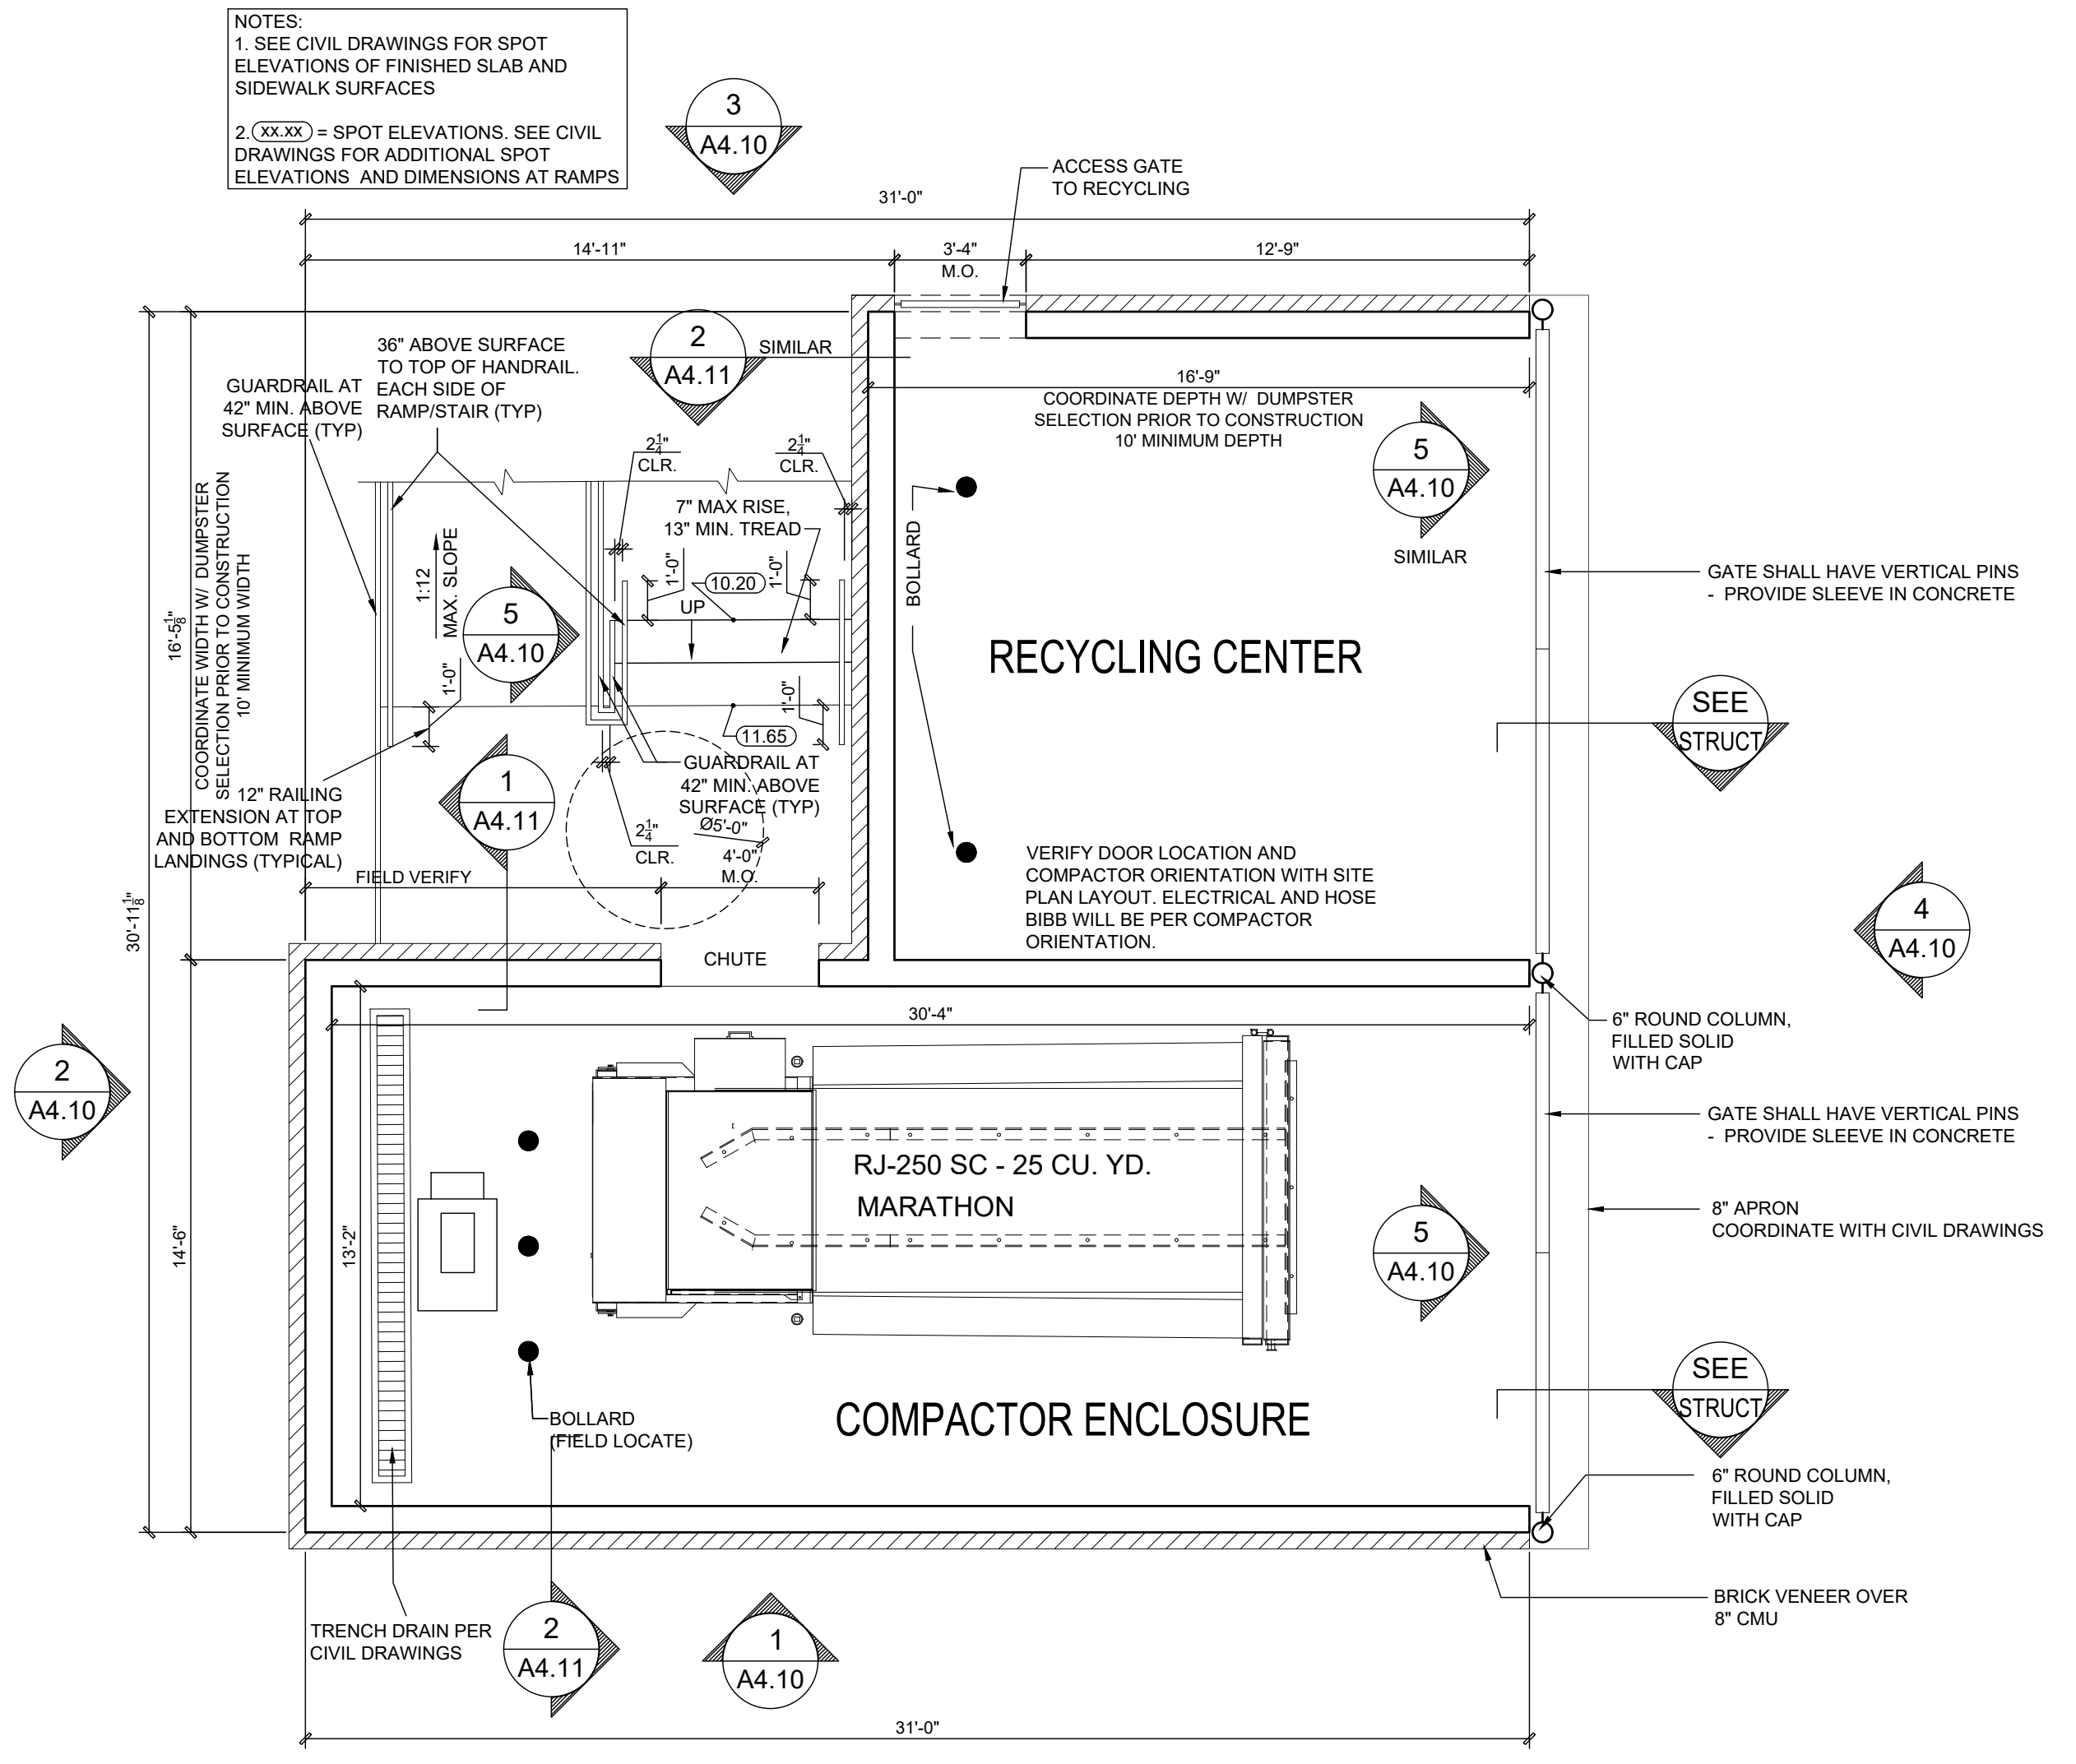 NOTES:
1. SEE CIVIL DRAWINGS FOR SPOT
ELEVATIONS OF FINISHED SLAB AND
SIDEWALK SURFACES
2. XX.XX = SPOT ELEVATIONS. SEE CIVIL
DRAWINGS FOR ADDITIONAL SPOT
ELEVATIONS AND DIMENSIONS AT RAMPS
3
A4.10
ACCESS GATE
TO RECYCLING
31'-0"
14'-11"
3'-4"
M.O.
12'-9"
2
A4.11
SIMILAR
36" ABOVE SURFACE
TO TOP OF HANDRAIL.
EACH SIDE OF
RAMP/STAIR (TYP)
GUARDRAIL AT
42" MIN. ABOVE
SURFACE (TYP)
16'-9"
COORDINATE DEPTH W/ DUMPSTER
SELECTION PRIOR TO CONSTRUCTION
10' MINIMUM DEPTH
5
A4.10
SIMILAR
2 1/4"
CLR.
2 1/4"
CLR.
7" MAX RISE,
13" MIN. TREAD
BOLLARD
COORDINATE WIDTH W/ DUMPSTER
SELECTION PRIOR TO CONSTRUCTION
10' MINIMUM WIDTH
16'-5 1/8"
1:12
MAX. SLOPE
5
A4.10
1'-0"
1'-0"
10.20
1'-0"
UP
RECYCLING CENTER
GATE SHALL HAVE VERTICAL PINS
- PROVIDE SLEEVE IN CONCRETE
SEE
STRUCT
1'-0"
11.65
GUARDRAIL AT
42" MIN. ABOVE
SURFACE (TYP)
1
A4.11
12" RAILING
EXTENSION AT TOP
AND BOTTOM RAMP
LANDINGS (TYPICAL)
2 1/4"
CLR.
Ø5'-0"
4'-0"
M.O.
FIELD VERIFY
30'-11 1/8"
VERIFY DOOR LOCATION AND
COMPACTOR ORIENTATION WITH SITE
PLAN LAYOUT. ELECTRICAL AND HOSE
BIBB WILL BE PER COMPACTOR
ORIENTATION.
4
A4.10
CHUTE
30'-4"
6" ROUND COLUMN,
FILLED SOLID
WITH CAP
2
A4.10
GATE SHALL HAVE VERTICAL PINS
- PROVIDE SLEEVE IN CONCRETE
RJ-250 SC - 25 CU. YD.
MARATHON
14'-6"
13'-2"
5
A4.10
8" APRON
COORDINATE WITH CIVIL DRAWINGS
SEE
STRUCT
BOLLARD
(FIELD LOCATE)
COMPACTOR ENCLOSURE
6" ROUND COLUMN,
FILLED SOLID
WITH CAP
BRICK VENEER OVER
8" CMU
TRENCH DRAIN PER
CIVIL DRAWINGS
2
A4.11
1
A4.10
31'-0"